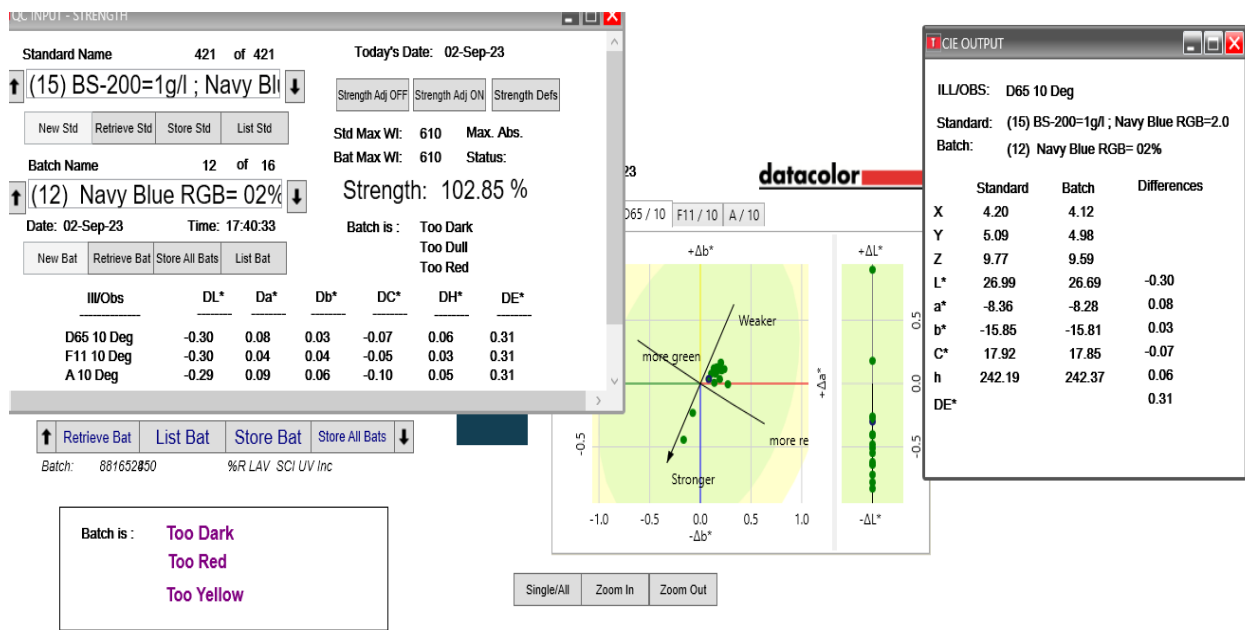 QC INPUT - STRENGTH
Standard Name 421 of 421
(15) BS-200=1g/l ; Navy Bl
New Std Retrieve Std Store Std List Std
Batch Name 12 of 16
(12) Navy Blue RGB= 02%
Date: 02-Sep-23 Time: 17:40:33
New Bat Retrieve Bat Store All Bats List Bat
Today's Date: 02-Sep-23
Strength Adj OFF Strength Adj ON Strength Defs
Std Max WI: 610 Max. Abs.
Bat Max WI: 610 Status:
Strength: 102.85 %
Batch is : Too Dark
Too Dull
Too Red
Ill/Obs DL* Da* Db* DC* DH* DE*
D65 10 Deg -0.30 0.08 0.03 -0.07 0.06 0.31
F11 10 Deg -0.30 0.04 0.04 -0.05 0.03 0.31
A 10 Deg -0.29 0.09 0.06 -0.10 0.05 0.31
Retrieve Bat List Bat Store Bat Store All Bats
Batch: %R LAV SCI UV Inc
Batch is : Too Dark
Too Red
Too Yellow
23
datacolor
D65 / 10 F11 / 10 A / 10
+Δb* +ΔL*
Weaker
more green
more re
Stronger
+Δa*
0.5
0.0
-0.5
-0.5
-1.0 -0.5 0.0 0.5 1.0
-Δb* -ΔL*
Single/All Zoom In Zoom Out
CIE OUTPUT
ILL/OBS: D65 10 Deg
Standard: (15) BS-200=1g/l ; Navy Blue RGB=2.0
Batch: (12) Navy Blue RGB= 02%
Standard Batch Differences
X 4.20 4.12
Y 5.09 4.98
Z 9.77 9.59
L* 26.99 26.69 -0.30
a* -8.36 -8.28 0.08
b* -15.85 -15.81 0.03
C* 17.92 17.85 -0.07
h 242.19 242.37 0.06
DE* 0.31